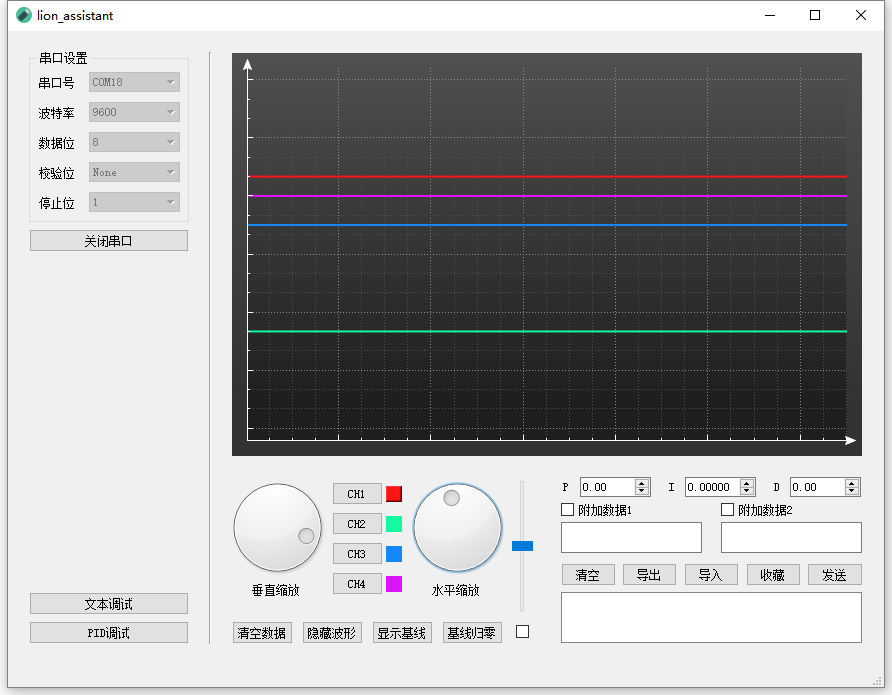 lion_assistant
串口设置
串口号 COM18
波特率 9600
数据位 8
校验位 None
停止位 1
关闭串口
文本调试
PID调试
CH1
CH2
CH3
CH4
垂直缩放
水平缩放
清空数据 隐藏波形 显示基线 基线归零
P 0.00 I 0.00000 D 0.00
附加数据1 附加数据2
清空 导出 导入 收藏 发送